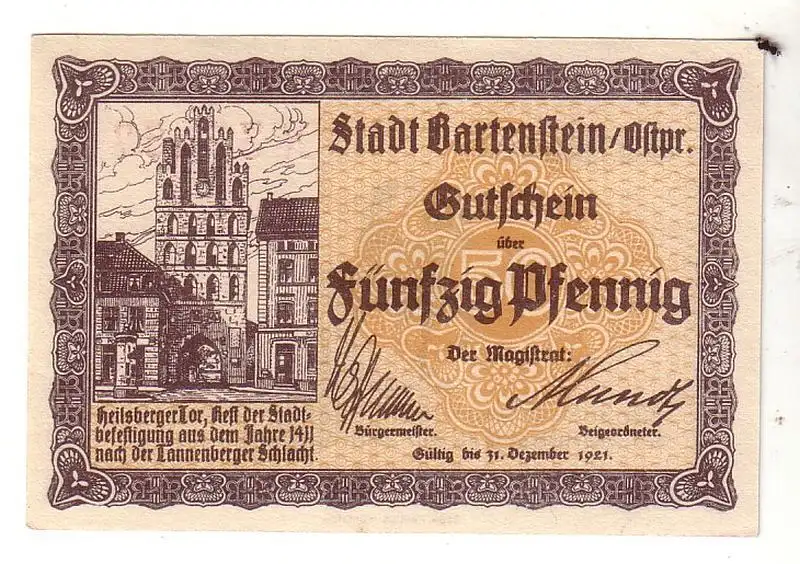 Stadt Bartenstein/Ostpr.
Gutschein
über
50
Fünfzig Pfennig
Der Magistrat:
Bürgermeister.
Beigeordneter.
Gültig bis 31. Dezember 1921.
Heilsberger Tor, Rest der Stadt-
befestigung aus dem Jahre 1411
nach der Tannenberger Schlacht.